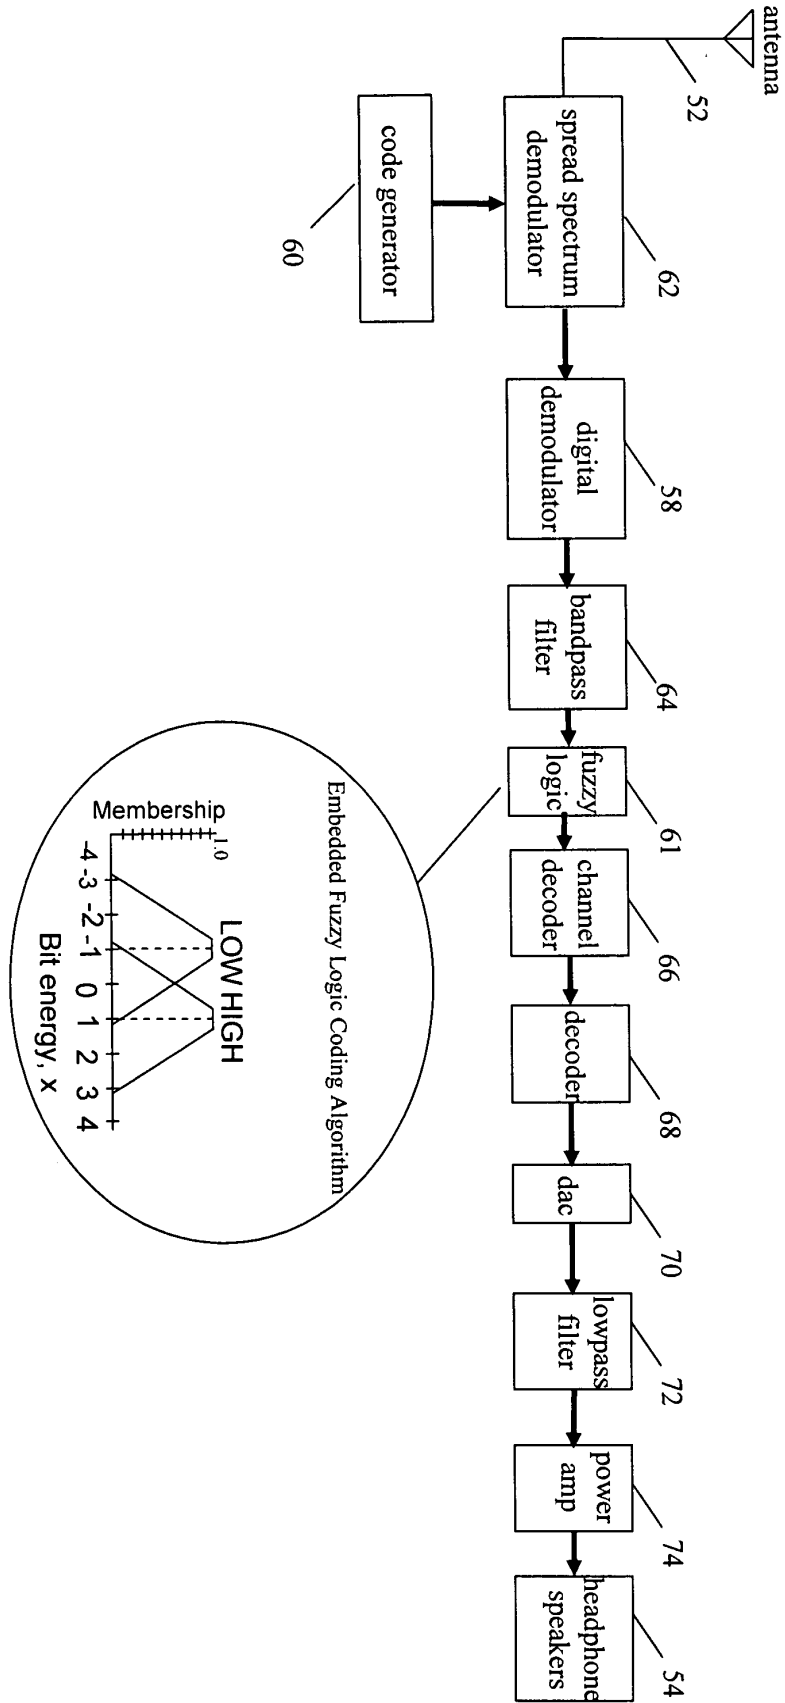 antenna
52
spread spectrum
demodulator
62
code generator
60
digital
demodulator
58
bandpass
filter
64
fuzzy
logic
61
channel
decoder
66
decoder
68
dac
70
lowpass
filter
72
power
amp
74
headphone
speakers
54
Embedded Fuzzy Logic Coding Algorithm
LOW HIGH
1.0
Membership
-4 -3 -2 -1 0 1 2 3 4
Bit energy, x